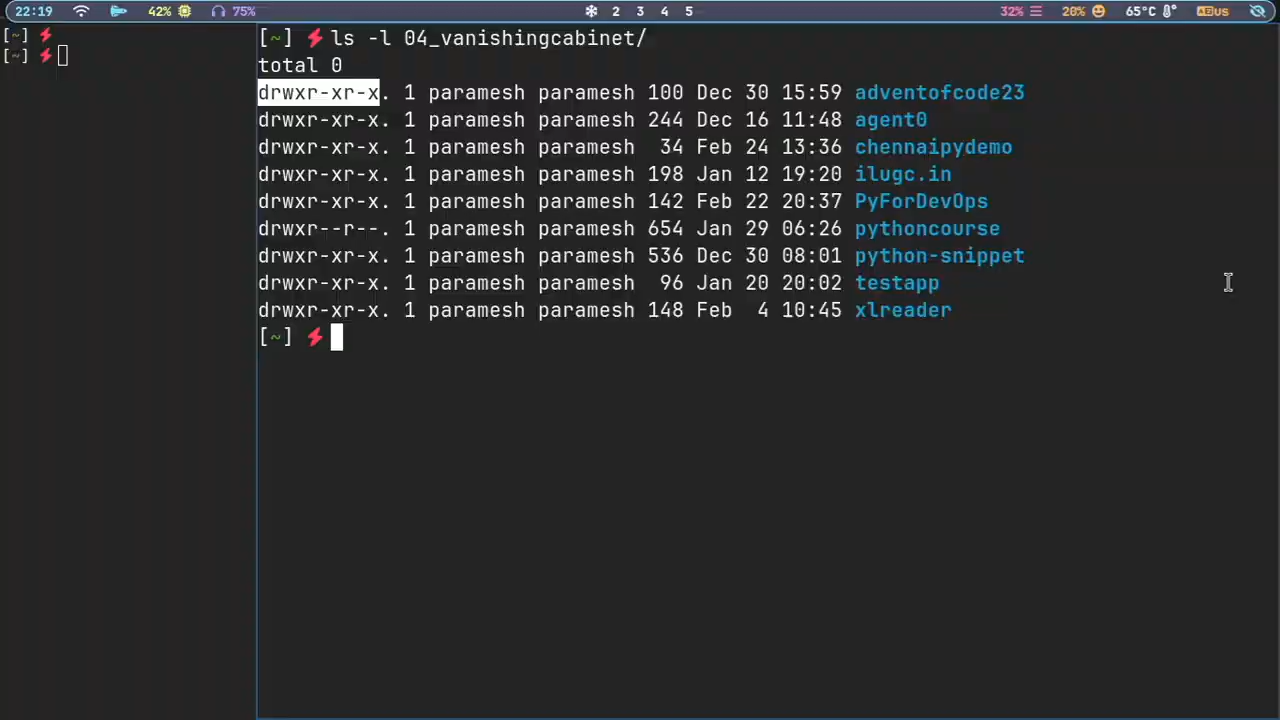 22:19 42% 75% 2 3 4 5 32% 20% 65°C US
[~]
[~]
[~] ls -l 04_vanishingcabinet/
total 0
drwxr-xr-x. 1 paramesh paramesh 100 Dec 30 15:59 adventofcode23
drwxr-xr-x. 1 paramesh paramesh 244 Dec 16 11:48 agent0
drwxr-xr-x. 1 paramesh paramesh  34 Feb 24 13:36 chennaipydemo
drwxr-xr-x. 1 paramesh paramesh 198 Jan 12 19:20 ilugc.in
drwxr-xr-x. 1 paramesh paramesh 142 Feb 22 20:37 PyForDevOps
drwxr--r--. 1 paramesh paramesh 654 Jan 29 06:26 pythoncourse
drwxr-xr-x. 1 paramesh paramesh 536 Dec 30 08:01 python-snippet
drwxr-xr-x. 1 paramesh paramesh  96 Jan 20 20:02 testapp
drwxr-xr-x. 1 paramesh paramesh 148 Feb  4 10:45 xlreader
[~]